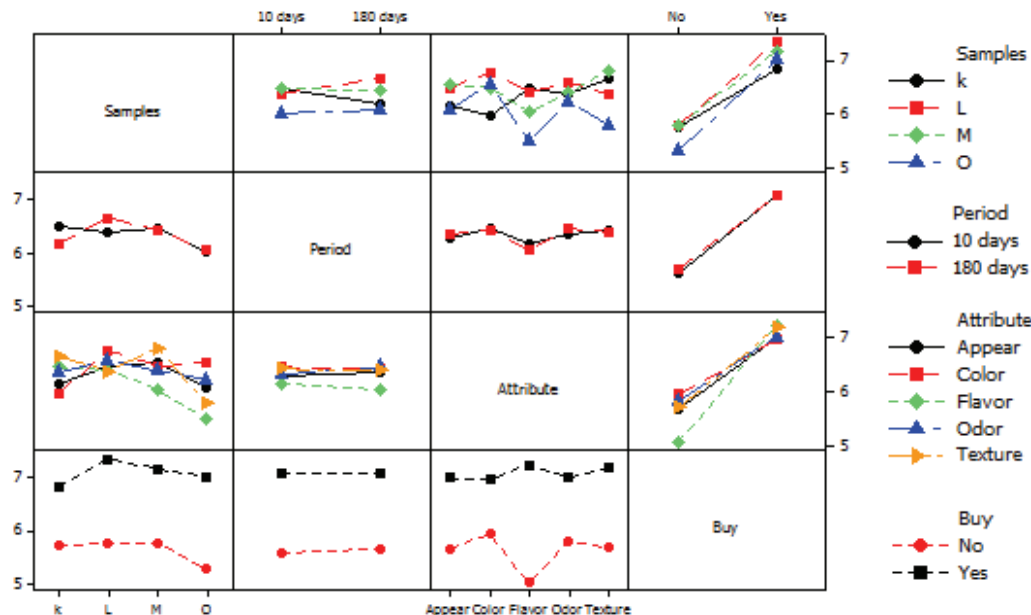 10 days 180 days No Yes
Samples
7
6
5
Samples
k
L
M
O
7
6
5
Period
Period
10 days
180 days
Attribute
7
6
5
Attribute
Appear
Color
Flavor
Odor
Texture
7
6
5
Buy
Buy
No
Yes
k L M O Appear Color Flavor Odor Texture